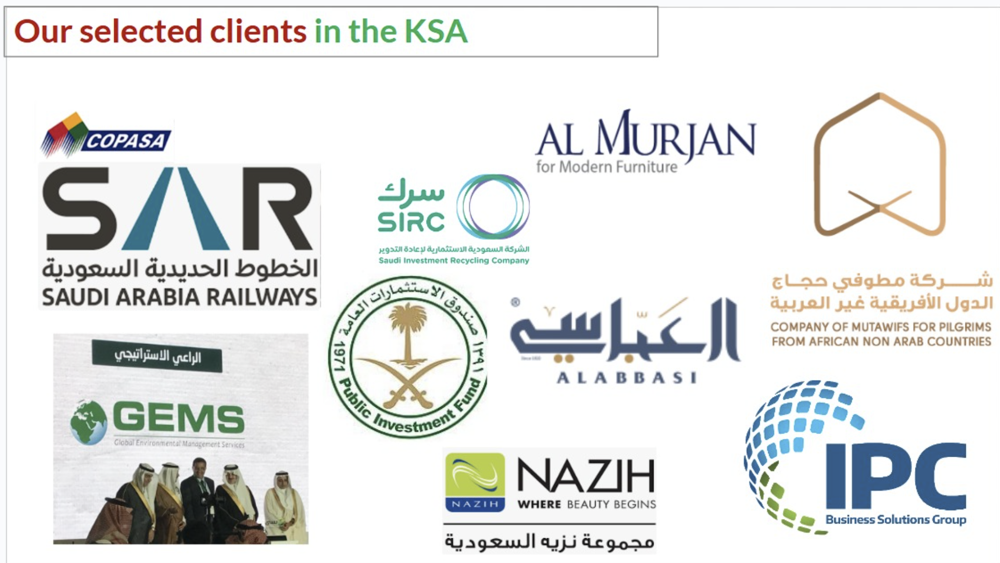 Our selected clients in the KSA
COPASA
SAR
الخطوط الحديدية السعودية
SAUDI ARABIA RAILWAYS
سرك
SIRC
الشركة السعودية الاستثمارية لإعادة التدوير
Saudi Investment Recycling Company
AL MURJAN
for Modern Furniture
شركة مطوفي حجاج
الدول الأفريقية غير العربية
COMPANY OF MUTAWIFS FOR PILGRIMS
FROM AFRICAN NON ARAB COUNTRIES
صندوق الاستثمارات العامة
١٣٩١
1971
Public Investment Fund
®
العباسي
Since 1920
ALABBASI
الراعي الاستراتيجي
GEMS
Global Environmental Management Services
NAZIH
NAZIH
WHERE BEAUTY BEGINS
مجموعة نزيه السعودية
IPC
Business Solutions Group